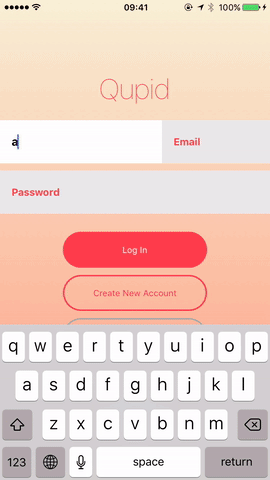 09:41 100%
Qupid
a Email
Password
Log In
Create New Account
q w e r t y u i o p
a s d f g h j k l
z x c v b n m
123 space return